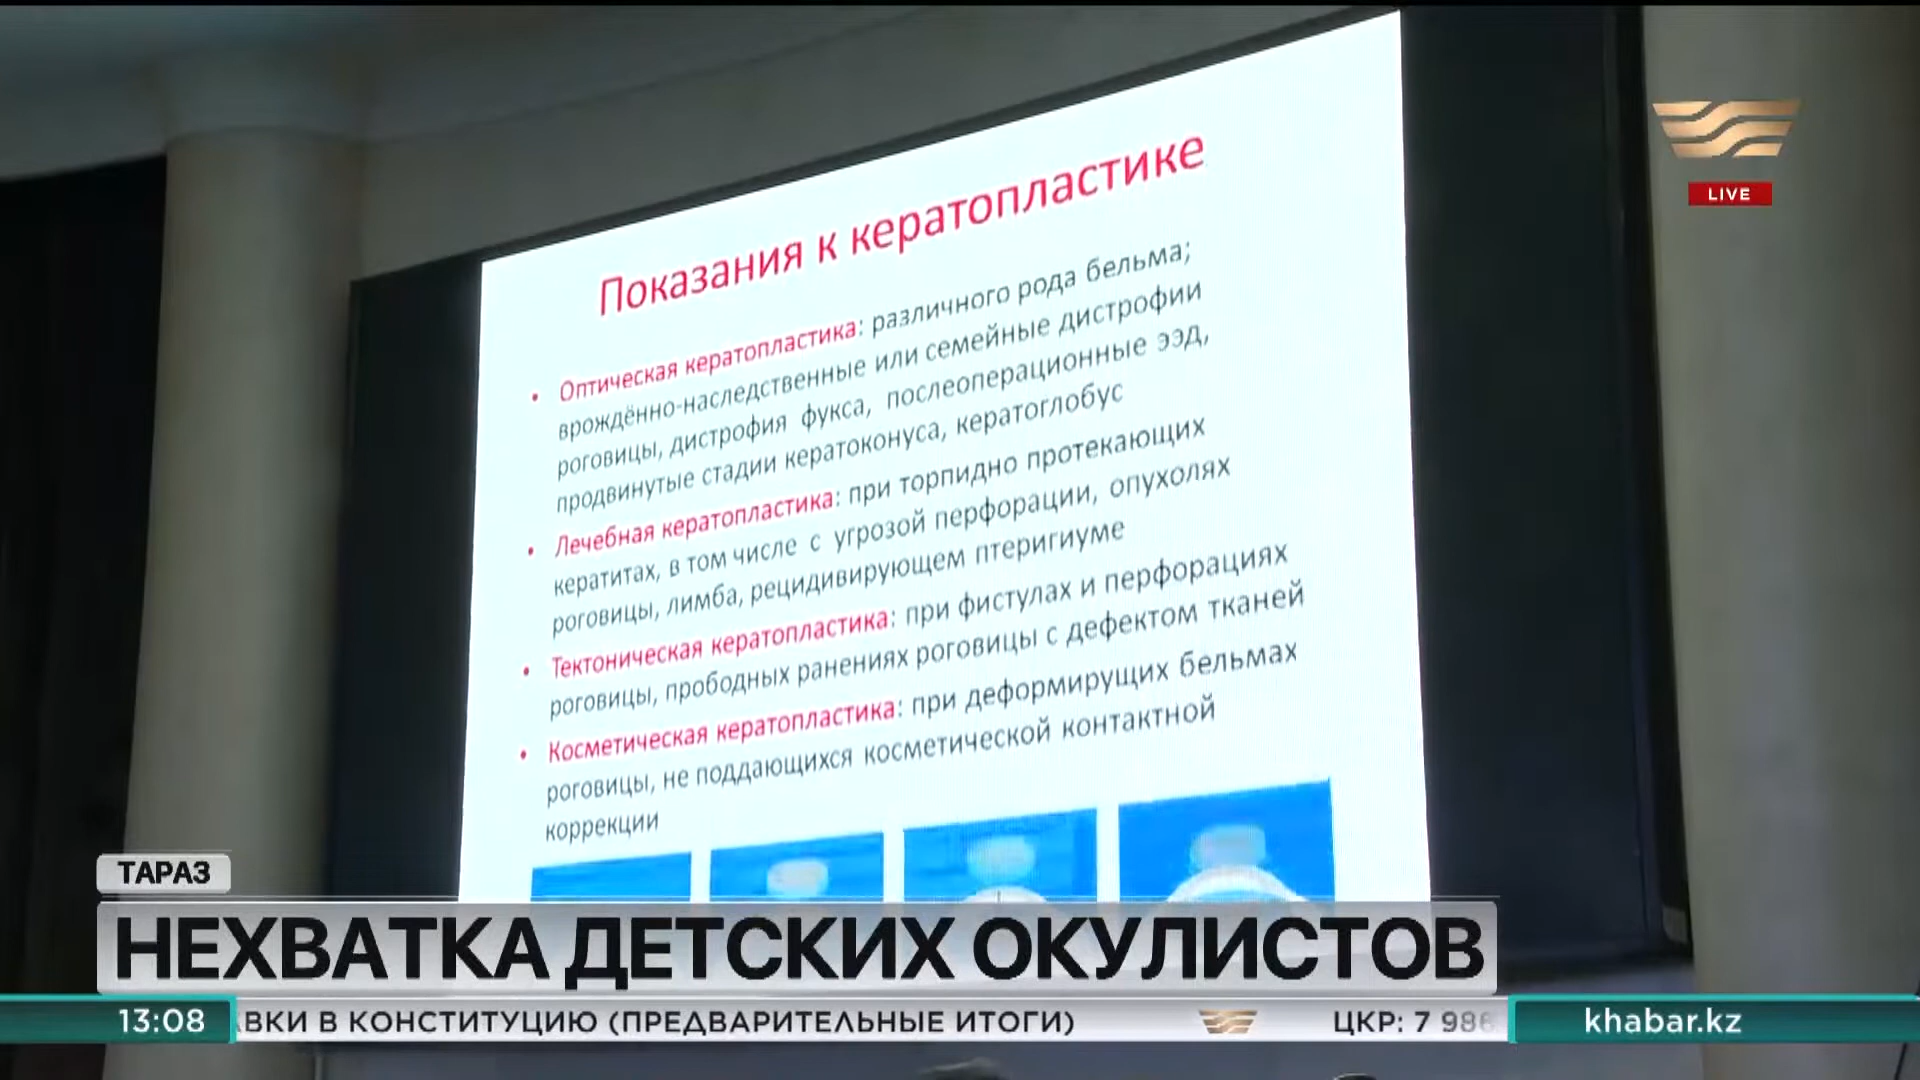 LIVE
Показания к кератопластике
• Оптическая кератопластика: различного рода бельма;
врождённо-наследственные или семейные дистрофии
роговицы, дистрофия фукса, послеоперационные ээд,
продвинутые стадии кератоконуса, кератоглобус
• Лечебная кератопластика: при торпидно протекающих
кератитах, в том числе с угрозой перфорации, опухолях
роговицы, лимба, рецидивирующем птеригиуме
• Тектоническая кератопластика: при фистулах и перфорациях
роговицы, прободных ранениях роговицы с дефектом тканей
• Косметическая кератопластика: при деформирущих бельмах
роговицы, не поддающихся косметической контактной
коррекции
ТАРАЗ
НЕХВАТКА ДЕТСКИХ ОКУЛИСТОВ
13:08 ВКИ В КОНСТИТУЦИЮ (ПРЕДВАРИТЕЛЬНЫЕ ИТОГИ) ЦКР: 7 986 khabar.kz